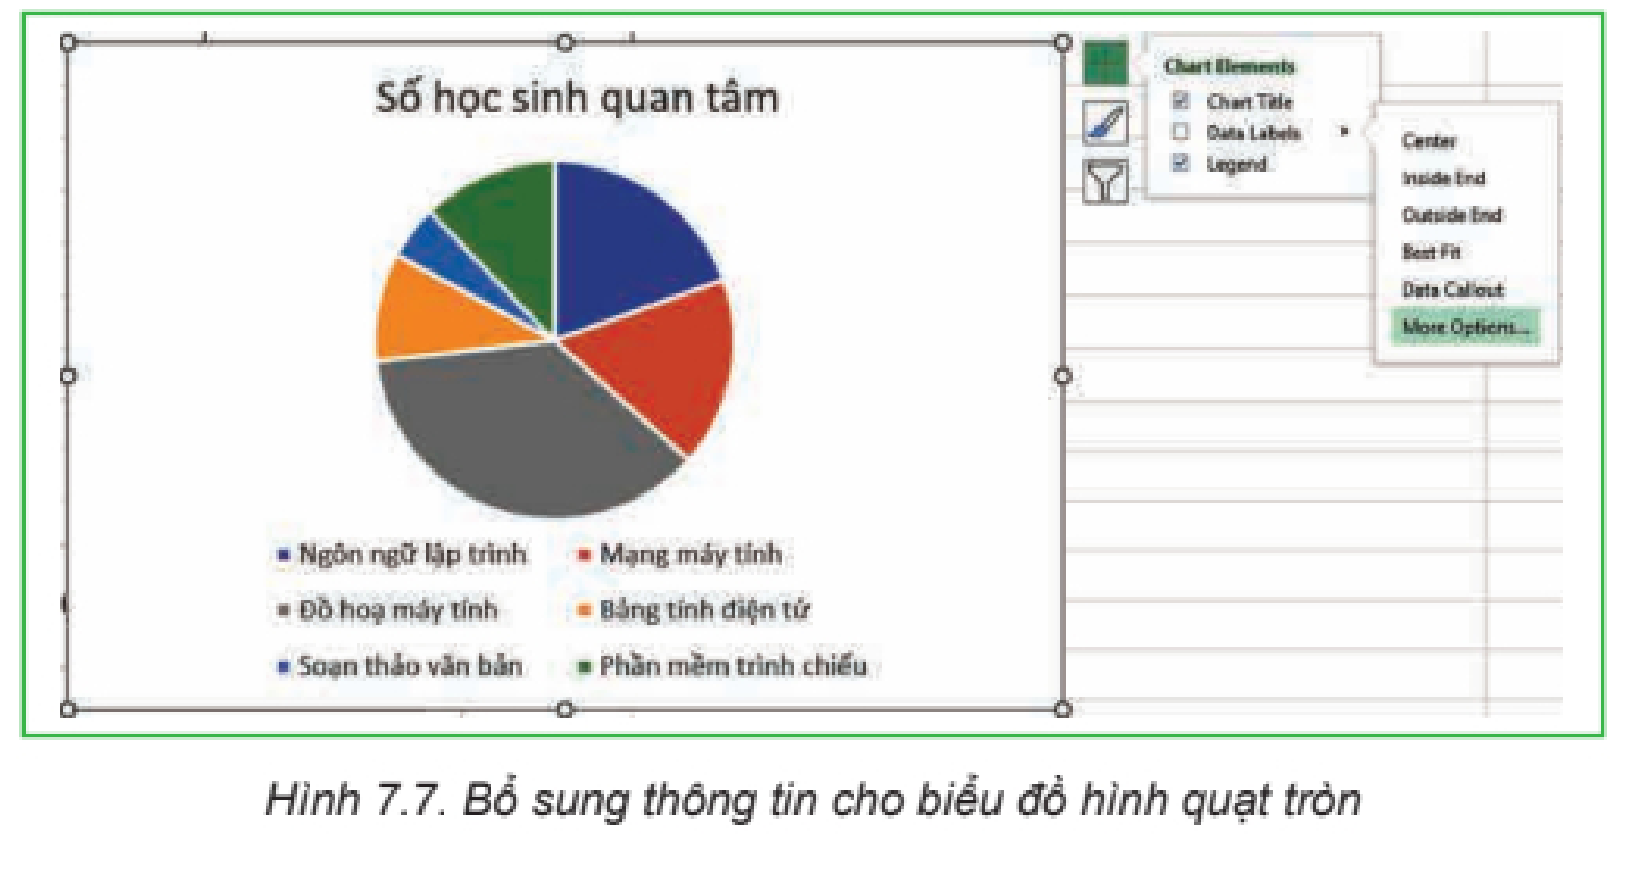 Số học sinh quan tâm
Ngôn ngữ lập trình
Mạng máy tính
Đồ hoạ máy tính
Bảng tính điện tử
Soạn thảo văn bản
Phần mềm trình chiếu
Chart Elements
Chart Title
Data Labels
Legend
Center
Inside End
Outside End
Best Fit
Data Callout
More Options...
Hình 7.7. Bổ sung thông tin cho biểu đồ hình quạt tròn